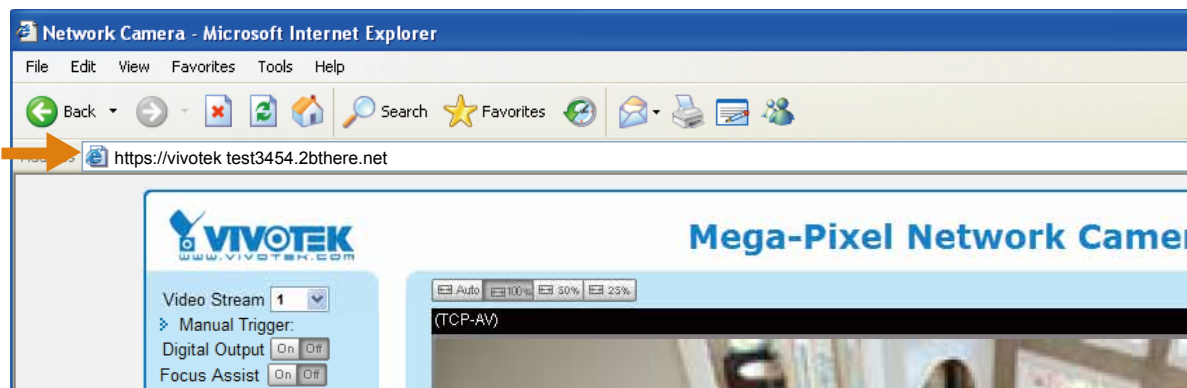 Network Camera - Microsoft Internet Explorer
File Edit View Favorites Tools Help
Back Search Favorites
https://vivotek test3454.2bthere.net
VIVOTEK
www.vivotek.com
Mega-Pixel Network
Auto 100% 50% 25%
Video Stream 1
(TCP-AV)
Manual Trigger:
Digital Output On Off
Focus Assist On Off